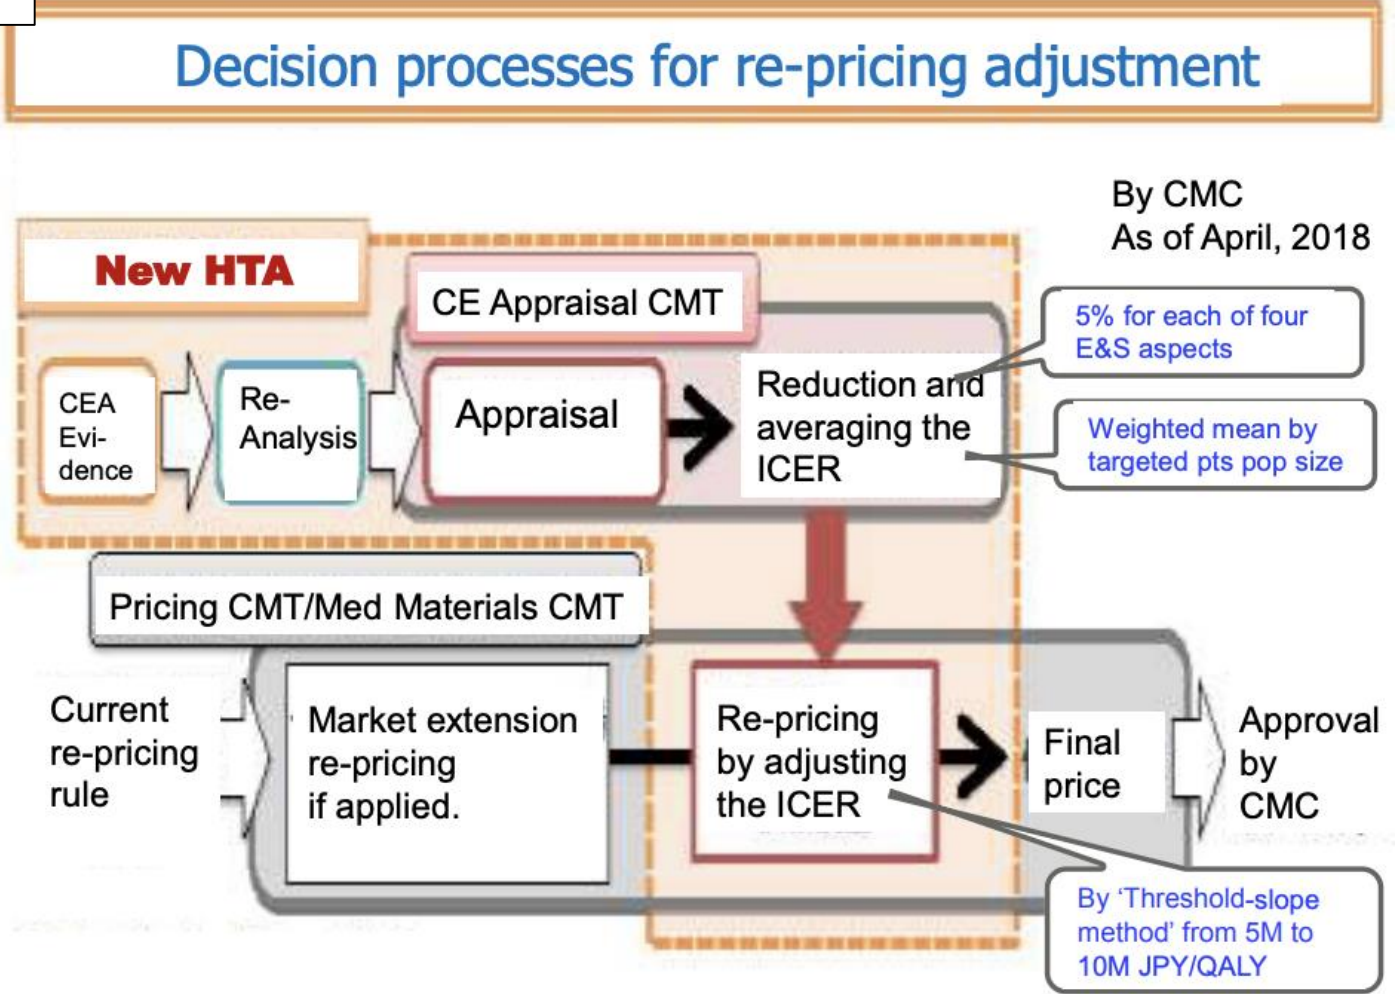 Decision processes for re-pricing adjustment
By CMC
As of April, 2018
New HTA
CE Appraisal CMT
5% for each of four
E&S aspects
CEA
Evi-
dence
Re-
Analysis
Appraisal
Reduction and
averaging the
ICER
Weighted mean by
targeted pts pop size
Pricing CMT/Med Materials CMT
Current
re-pricing
rule
Market extension
re-pricing
if applied.
Re-pricing
by adjusting
the ICER
Final
price
Approval
by
CMC
By ‘Threshold-slope
method’ from 5M to
10M JPY/QALY